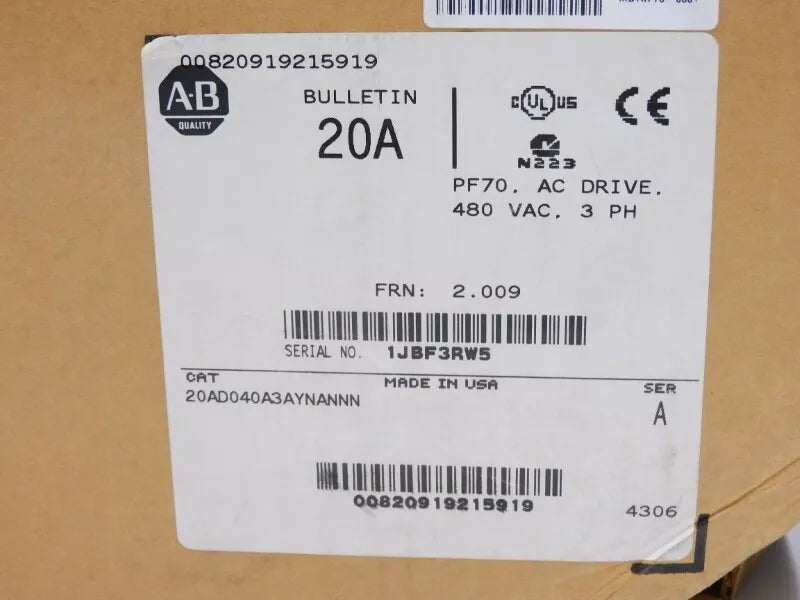 00820919215919
A-B
QUALITY
BULLETIN
20A
c UL us
CE
N223
PF70, AC DRIVE,
480 VAC, 3 PH
FRN: 2.009
SERIAL NO. 1JBF3RW5
CAT
MADE IN USA
SER
20AD040A3AYNANNN
A
00820919215919
4306